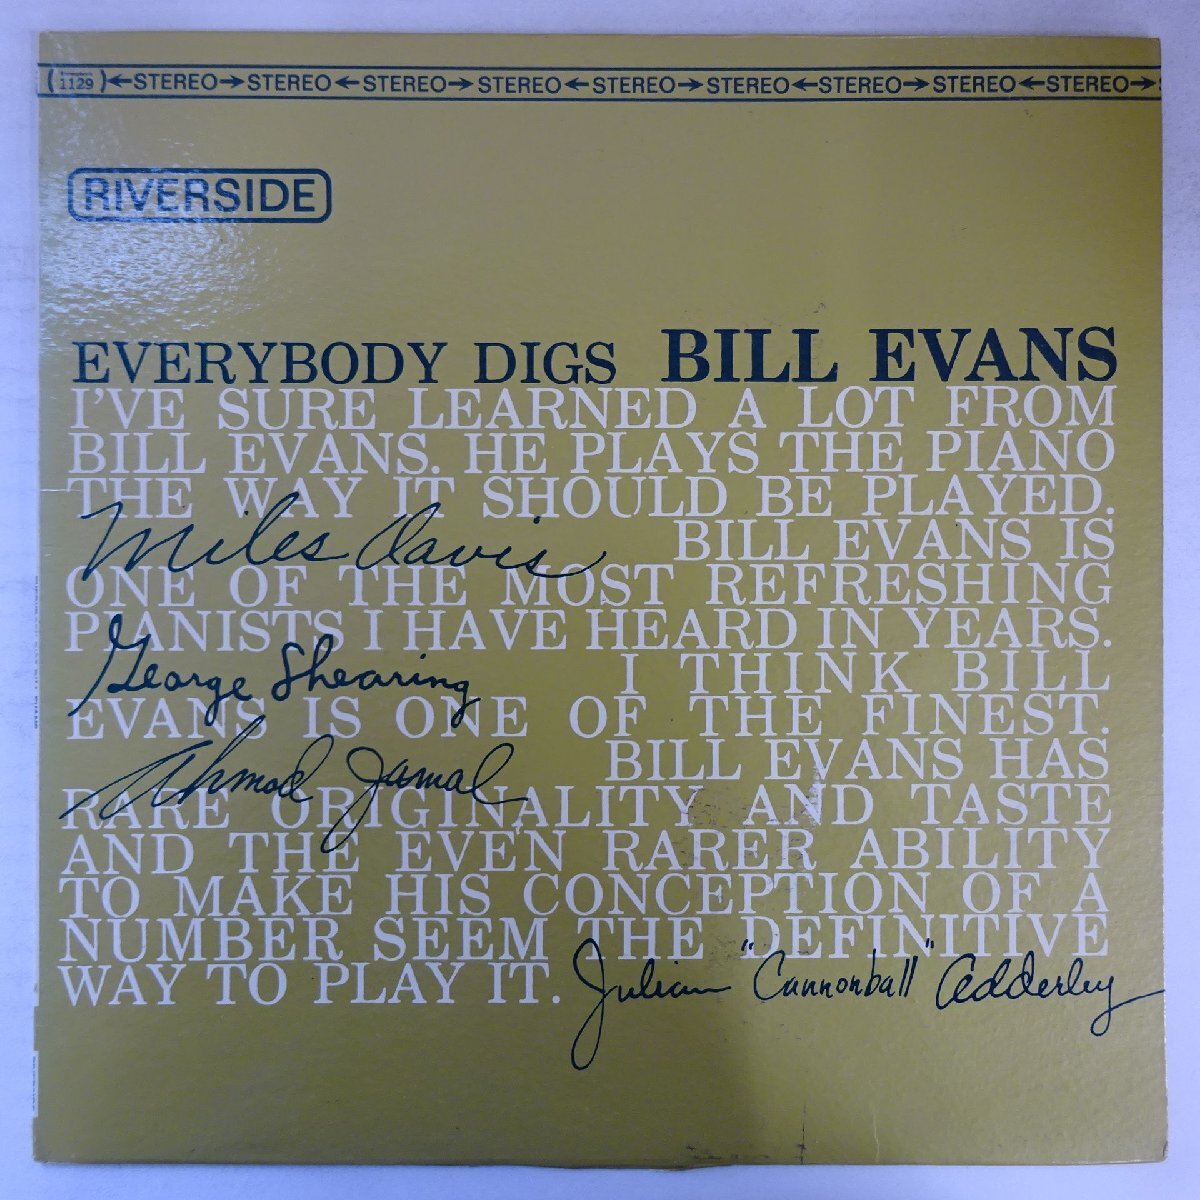 (1129)←STEREO→STEREO←STEREO→STEREO←STEREO→STEREO←STEREO→STEREO←STEREO→
RIVERSIDE
EVERYBODY DIGS BILL EVANS
I'VE SURE LEARNED A LOT FROM
BILL EVANS. HE PLAYS THE PIANO
THE WAY IT SHOULD BE PLAYED.
Miles Davis BILL EVANS IS
ONE OF THE MOST REFRESHING
PIANISTS I HAVE HEARD IN YEARS.
George Shearing I THINK BILL
EVANS IS ONE OF THE FINEST.
Ahmad Jamal BILL EVANS HAS
RARE ORIGINALITY AND TASTE
AND THE EVEN RARER ABILITY
TO MAKE HIS CONCEPTION OF A
NUMBER SEEM THE DEFINITIVE
WAY TO PLAY IT. Julian "Cannonball" Adderley